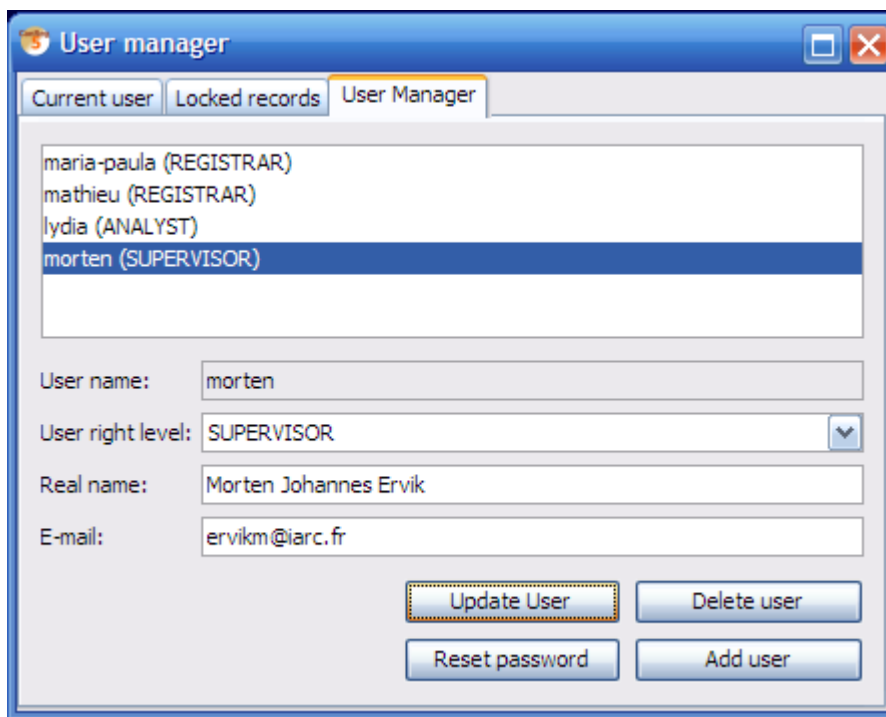 User manager
Current user Locked records User Manager
maria-paula (REGISTRAR)
mathieu (REGISTRAR)
lydia (ANALYST)
morten (SUPERVISOR)
User name: morten
User right level: SUPERVISOR
Real name: Morten Johannes Ervik
E-mail: ervikm@iarc.fr
Update User Delete user
Reset password Add user